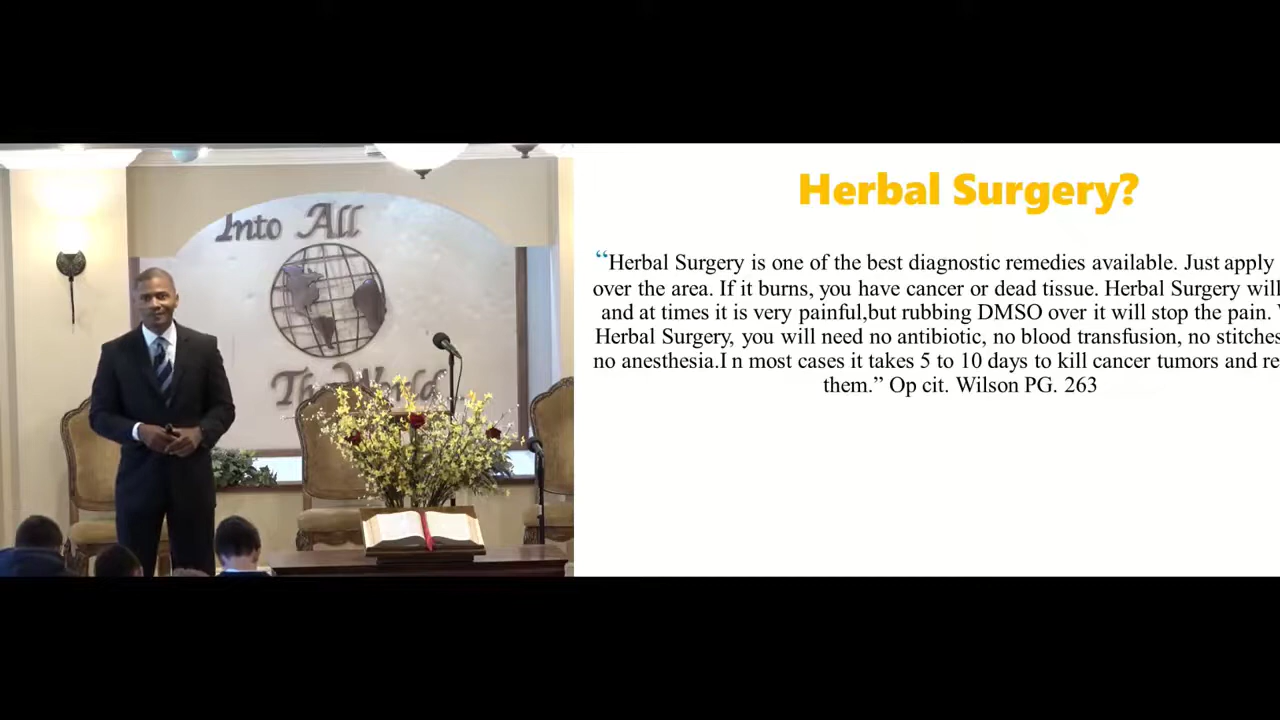 Into All
The World
Herbal Surgery?
“Herbal Surgery is one of the best diagnostic remedies available. Just apply
over the area. If it burns, you have cancer or dead tissue. Herbal Surgery will
and at times it is very painful,but rubbing DMSO over it will stop the pain.
Herbal Surgery, you will need no antibiotic, no blood transfusion, no stitches
no anesthesia.I n most cases it takes 5 to 10 days to kill cancer tumors and re
them.” Op cit. Wilson PG. 263